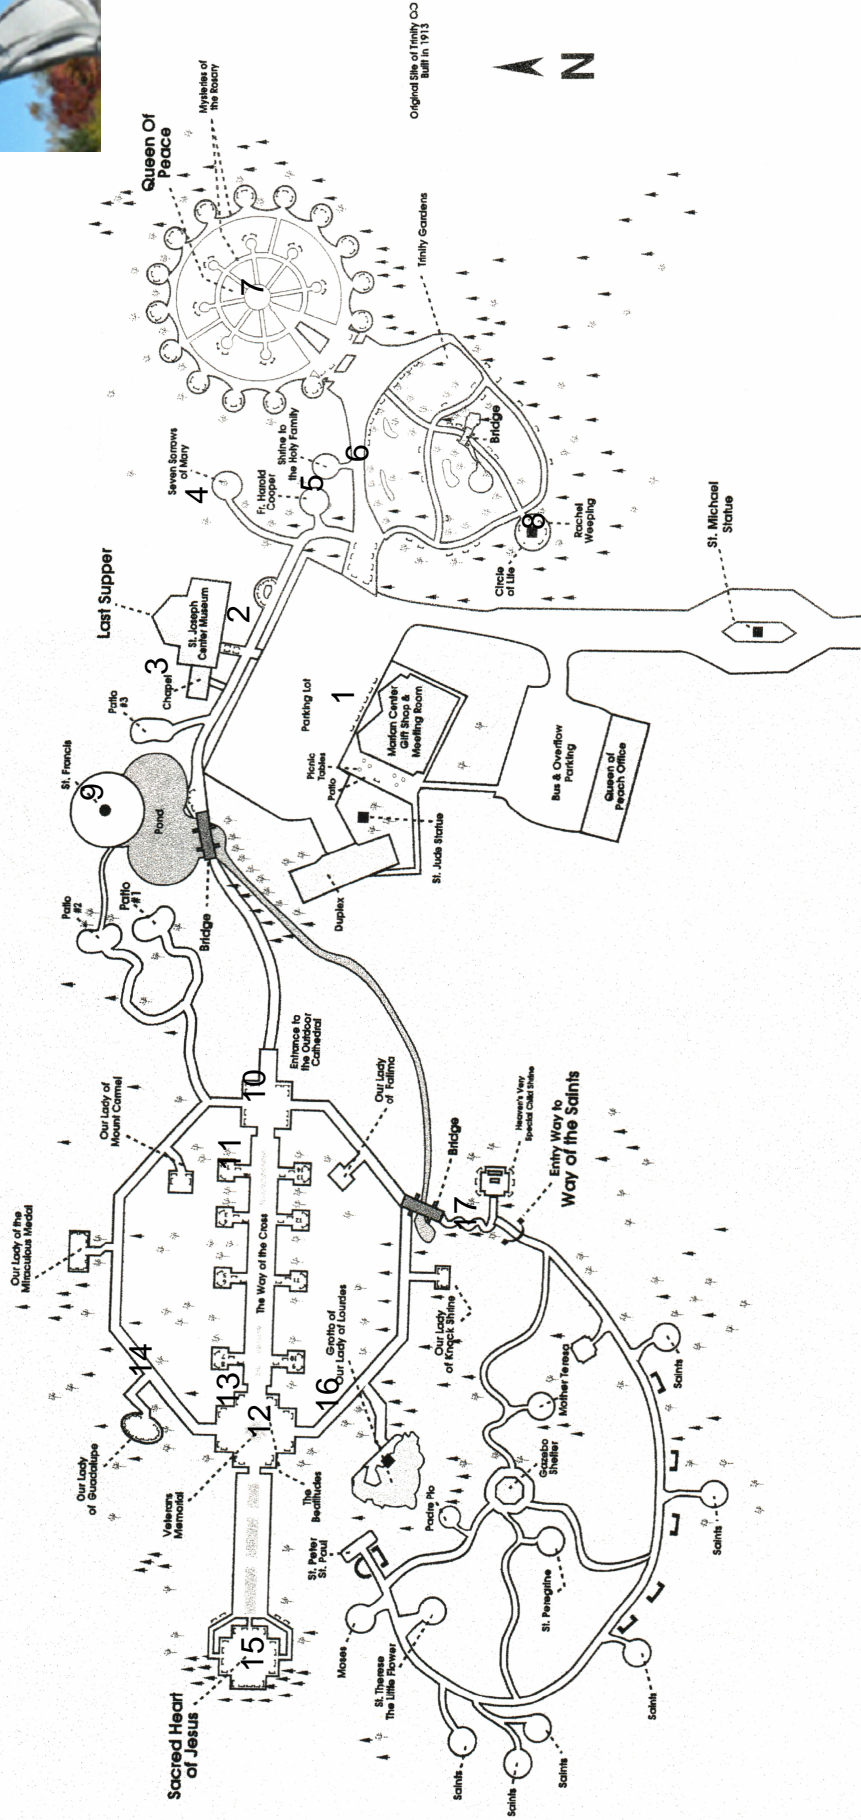 Original Site of Trinity CO
Built in 1913
N
Mysteries of
the Rosary
Queen Of
Peace
7
Trinity Gardens
Seven Sorrows
of Mary
4
Fr. Harold
Cooper
5
Shrine to
the Holy Family
6
Bridge
8
Rachel
Weeping
Circle
of Life
St. Michael
Statue
Last Supper
St. Joseph
Center Museum
2
3
Chapel
Patio
#3
Parking Lot
1
Marian Center
Gift Shop &
Meeting Room
Picnic
Tables
Patio
St. Jude Statue
Duplex
Bus & Overflow
Parking
Queen of
Peach Office
St. Francis
9
Pond
Patio
#2
Patio
#1
Bridge
Entrance to
the Outdoor
Cathedral
10
Our Lady of
Mount Carmel
11
Our Lady
of Fatima
Our Lady of the
Miraculous Medal
The Way of the Cross
Bridge
17
Heaven's Very
Special Child Shrine
Entry Way to
Way of the Saints
Our Lady
of Knock Shrine
Grotto of
Our Lady of Lourdes
16
13
12
14
Our Lady
of Guadalupe
Veterans
Memorial
The
Beatitudes
Sacred Heart
of Jesus
15
St. Peter
St. Paul
Padre Pio
Gazebo
Shelter
Mother Teresa
Saints
Saints
St. Peregrine
Moses
St. Therese
The Little Flower
Saints
Saints
Saints
Saints